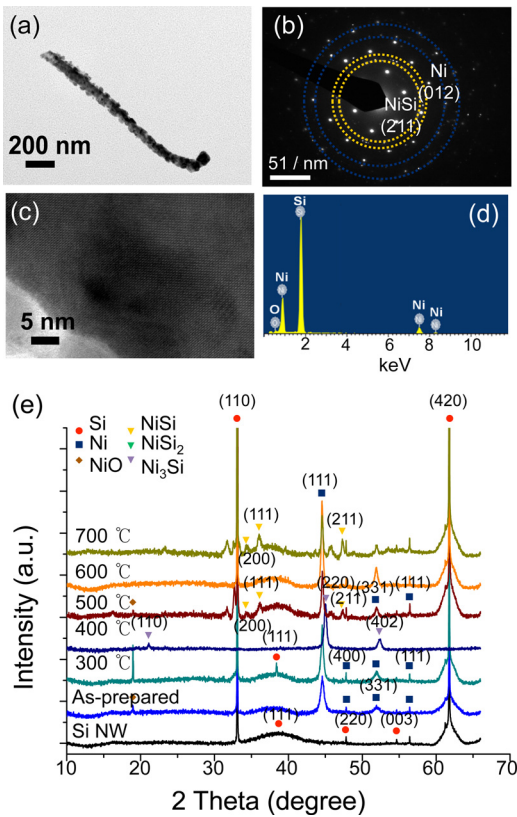 (a)
200 nm
(b)
Ni
(012)
NiSi
(211)
51 / nm
(c)
5 nm
(d)
Si
Ni
O
Ni
Ni
2 4 6 8 10
keV
(e)
(110)
(420)
Si
NiSi
Ni
NiSi2
NiO
Ni3Si
(111)
700 ℃
(111)
(211)
(200)
600 ℃
(111)
(220)
(331)
(111)
500 ℃
(200)
(211)
(110)
(402)
400 ℃
(111)
(400)
(111)
300 ℃
(331)
As-prepared
(111)
(220)
(003)
Si NW
Intensity (a.u.)
10 20 30 40 50 60 70
2 Theta (degree)